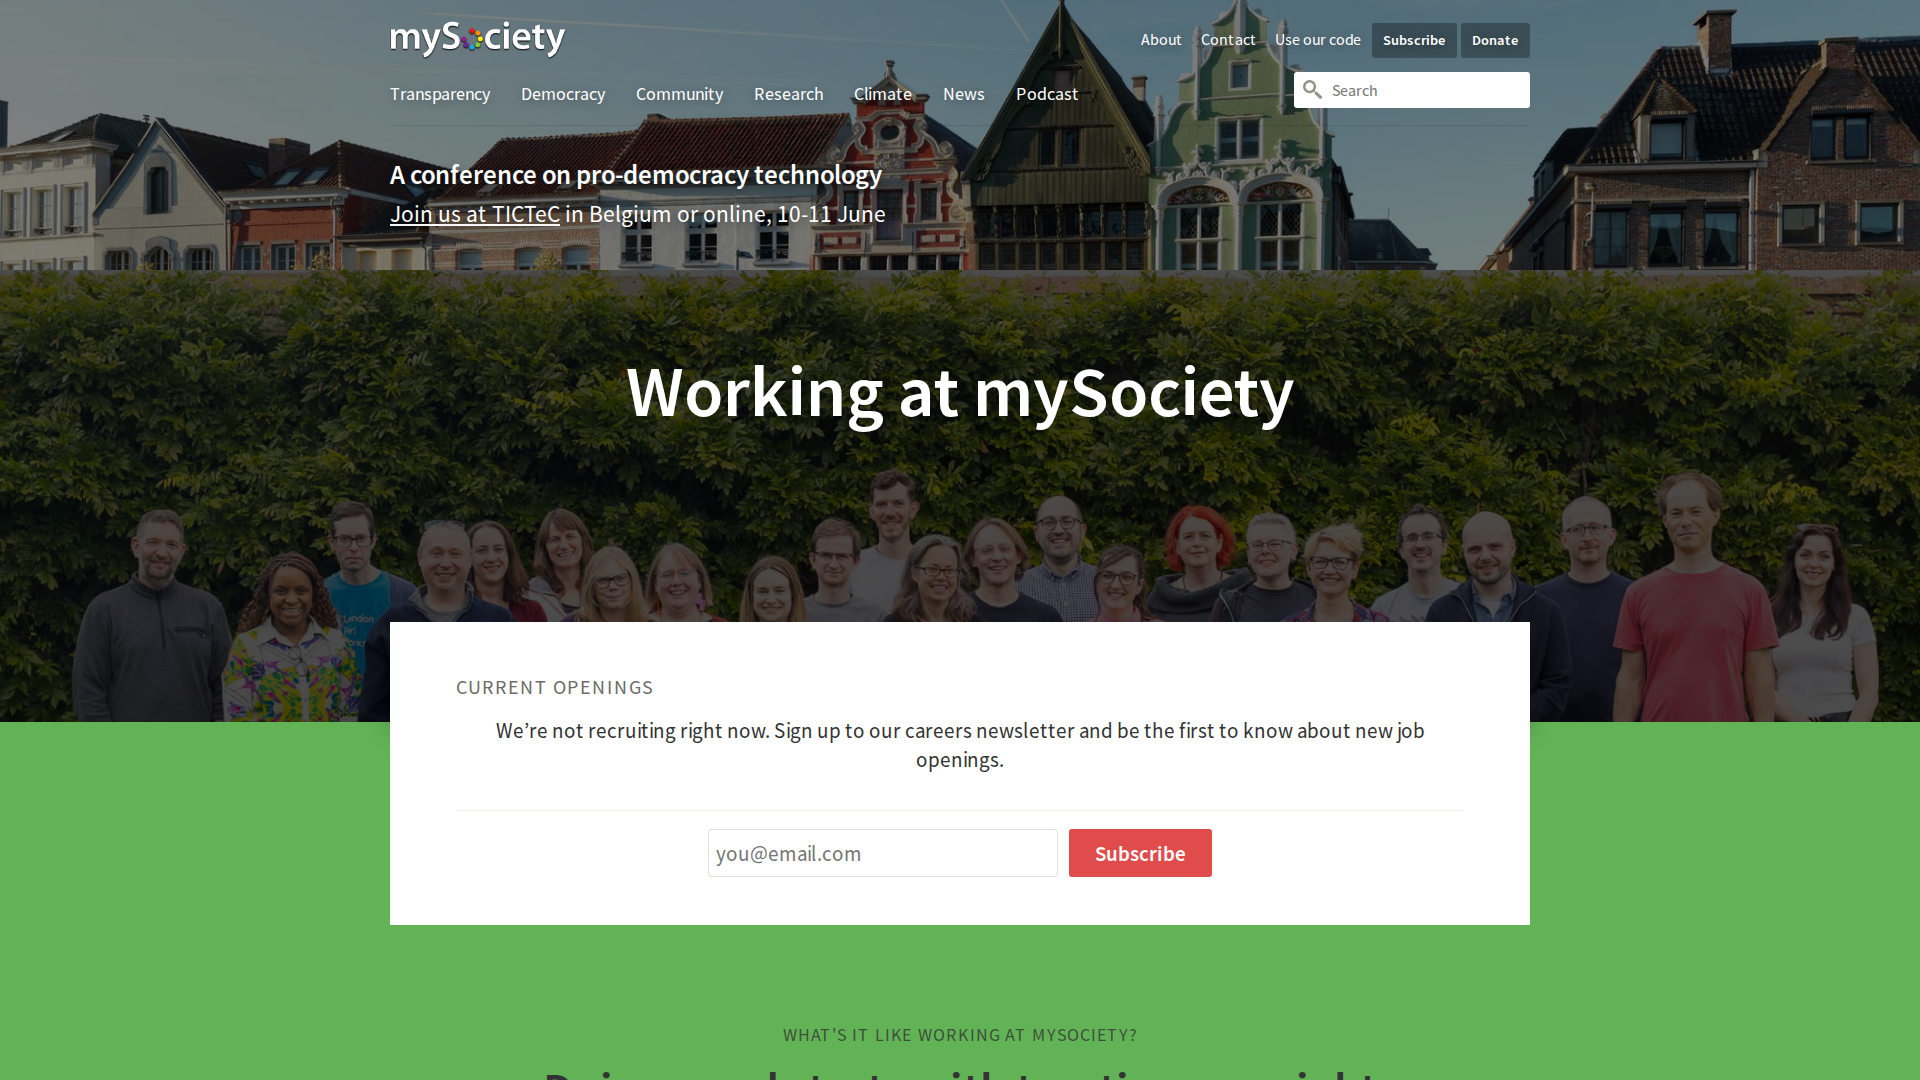 mySociety
About Contact Use our code Subscribe Donate
Transparency Democracy Community Research Climate News Podcast
Search
A conference on pro-democracy technology
Join us at TICTeC in Belgium or online, 10-11 June
Working at mySociety
London
CURRENT OPENINGS
We’re not recruiting right now. Sign up to our careers newsletter and be the first to know about new job
openings.
you@email.com
Subscribe
WHAT'S IT LIKE WORKING AT MYSOCIETY?